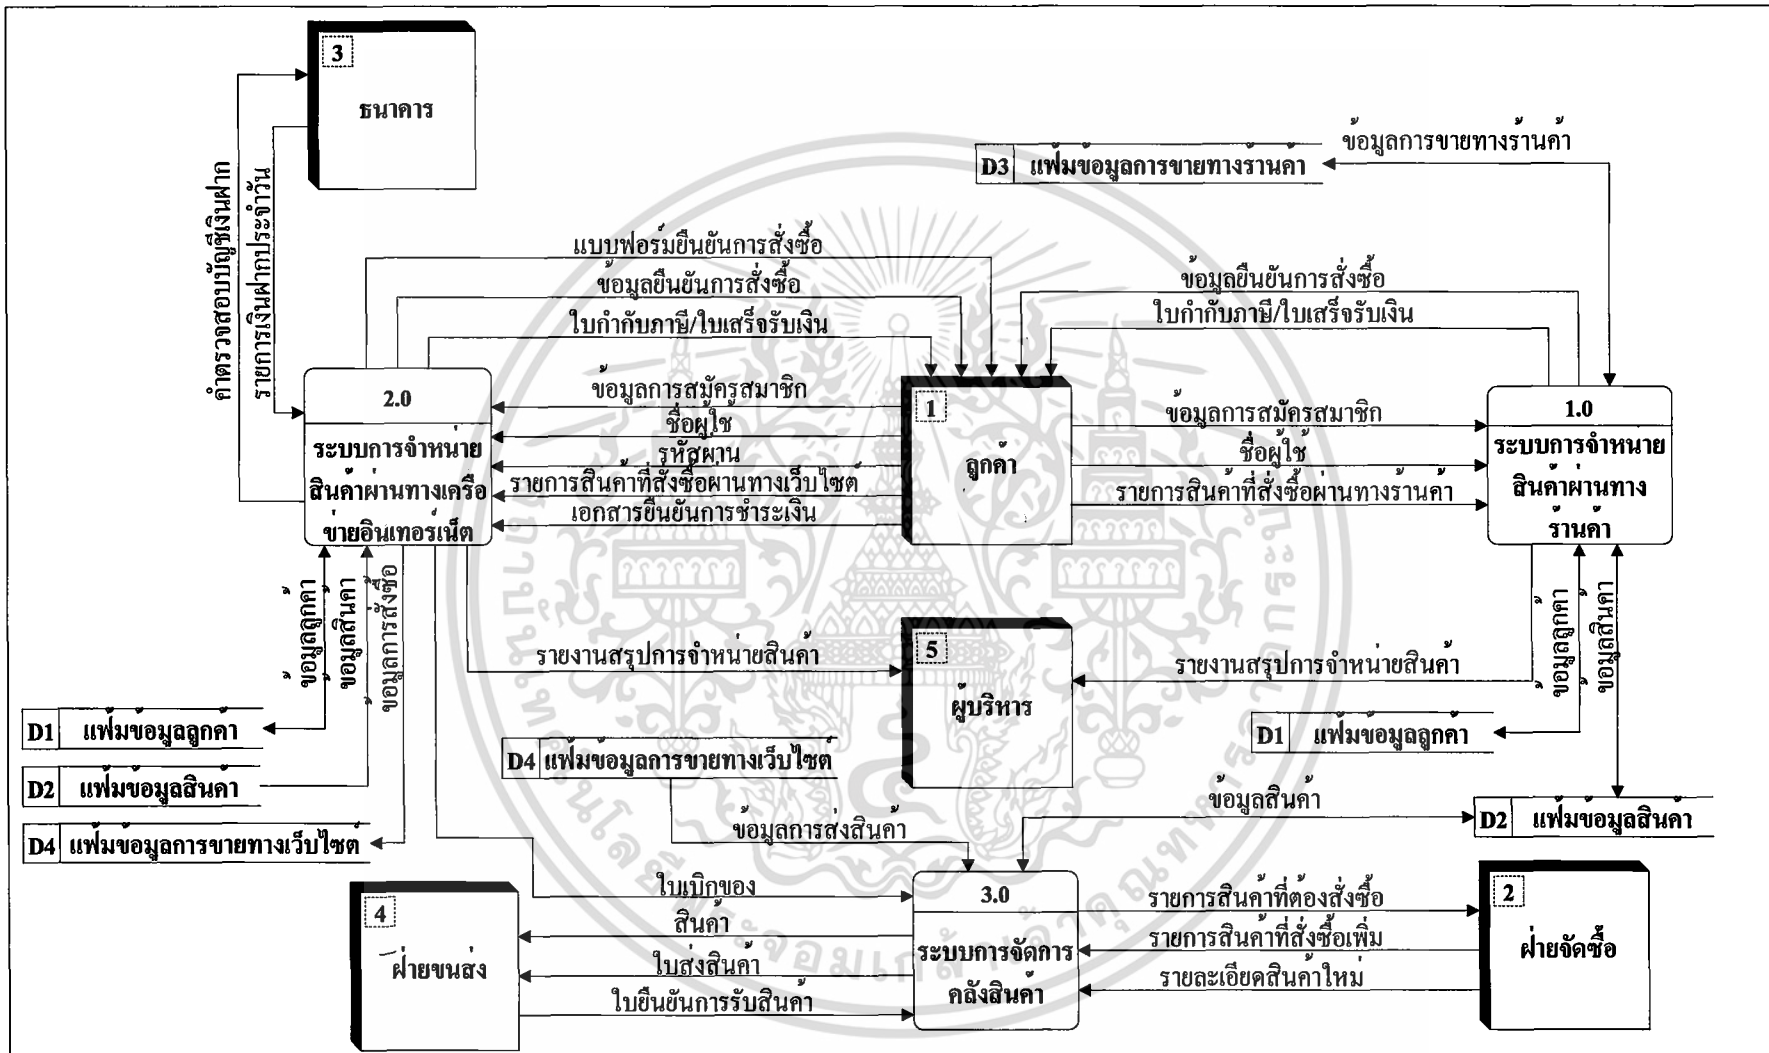 3
ธนาคาร
คำตรวจสอบบัญชีเงินฝาก
รายการเงินฝากประจำวัน
ข้อมูลการขายทางร้านค้า
D3 แฟ้มข้อมูลการขายทางร้านค้า
แบบฟอร์มยืนยันการสั่งซื้อ
ข้อมูลยืนยันการสั่งซื้อ
ใบกำกับภาษี/ใบเสร็จรับเงิน
ข้อมูลยืนยันการสั่งซื้อ
ใบกำกับภาษี/ใบเสร็จรับเงิน
2.0
ระบบการจำหน่าย
สินค้าผ่านทางเครือ
ข่ายอินเทอร์เน็ต
ข้อมูลการสมัครสมาชิก
ชื่อผู้ใช้
รหัสผ่าน
รายการสินค้าที่สั่งซื้อผ่านทางเว็บไซต์
เอกสารยืนยันการชำระเงิน
1
ลูกค้า
ข้อมูลการสมัครสมาชิก
ชื่อผู้ใช้
รายการสินค้าที่สั่งซื้อผ่านทางร้านค้า
1.0
ระบบการจำหน่าย
สินค้าผ่านทาง
ร้านค้า
ข้อมูลลูกค้า
ข้อมูลสินค้า
ข้อมูลการสั่งซื้อ
รายงานสรุปการจำหน่ายสินค้า
5
ผู้บริหาร
รายงานสรุปการจำหน่ายสินค้า
ข้อมูลลูกค้า
ข้อมูลสินค้า
D1 แฟ้มข้อมูลลูกค้า
D2 แฟ้มข้อมูลสินค้า
D4 แฟ้มข้อมูลการขายทางเว็บไซต์
D4 แฟ้มข้อมูลการขายทางเว็บไซต์
D1 แฟ้มข้อมูลลูกค้า
ข้อมูลสินค้า
D2 แฟ้มข้อมูลสินค้า
ข้อมูลการส่งสินค้า
4
ฝ่ายขนส่ง
ใบเบิกของ
สินค้า
ใบส่งสินค้า
ใบยืนยันการรับสินค้า
3.0
ระบบการจัดการ
คลังสินค้า
รายการสินค้าที่ต้องสั่งซื้อ
รายการสินค้าที่สั่งซื้อเพิ่ม
รายละเอียดสินค้าใหม่
2
ฝ่ายจัดซื้อ